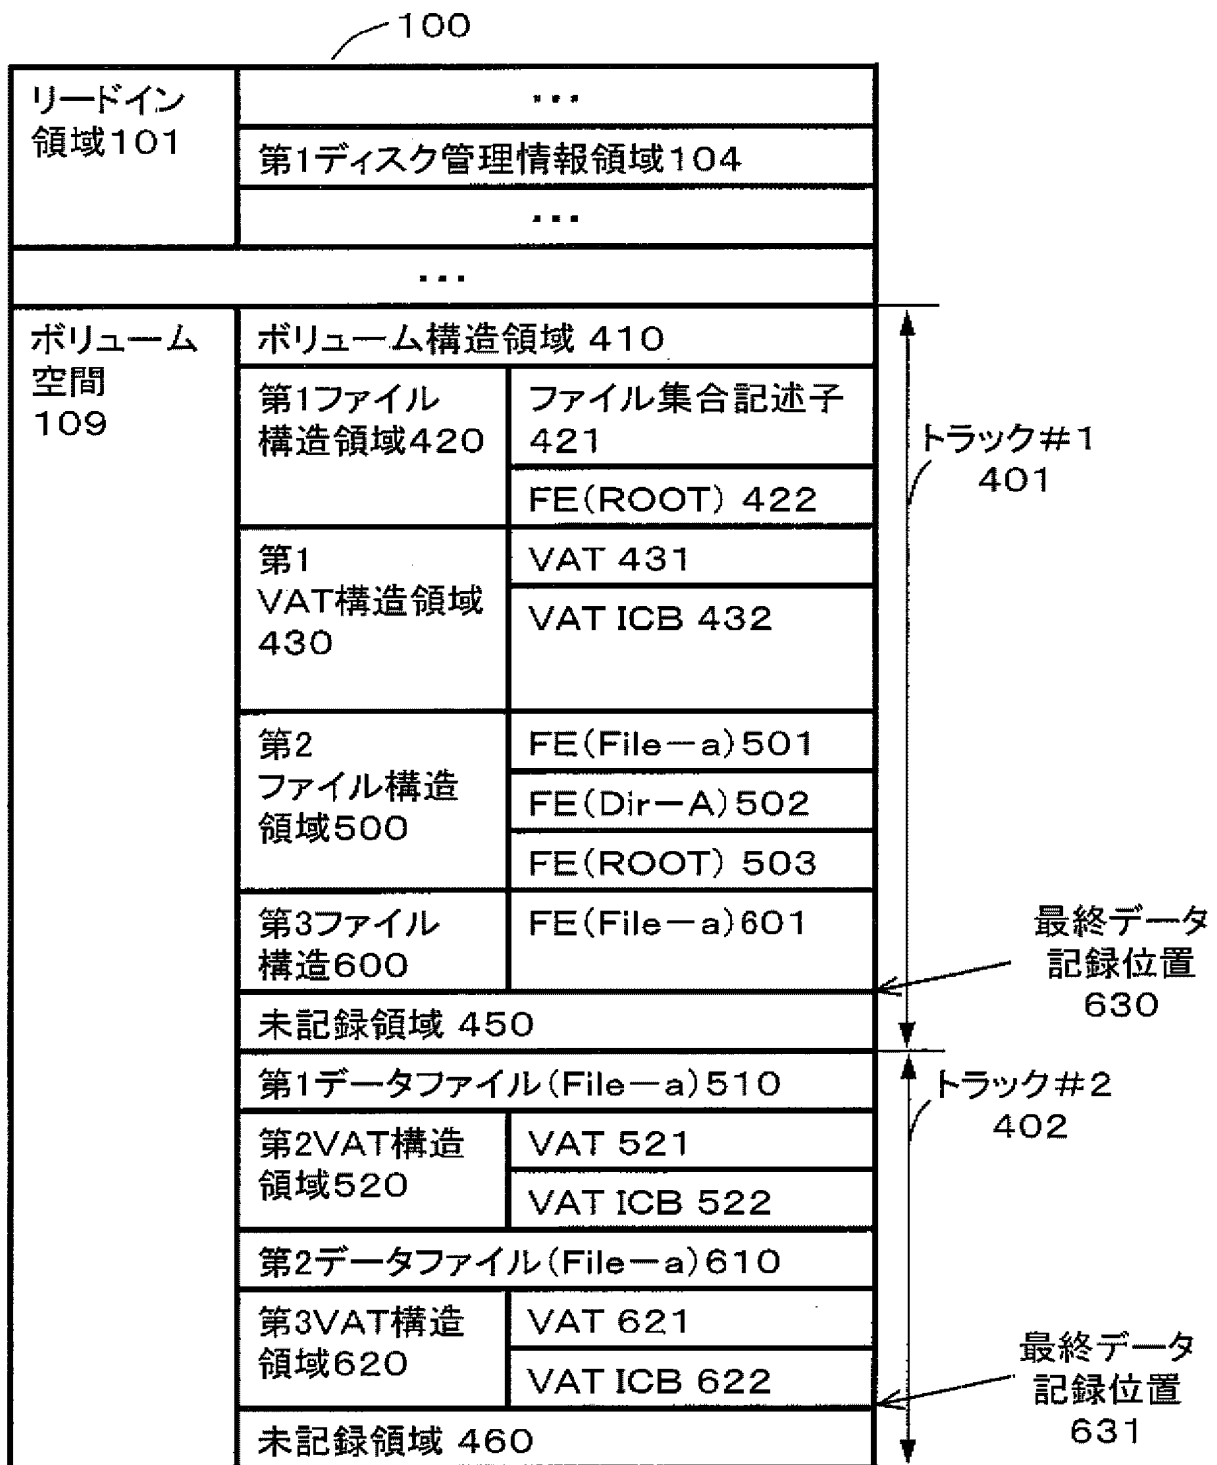 100
リードイン
領域101
・・・
第1ディスク管理情報領域104
・・・
・・・
ボリューム
空間
109
ボリューム構造領域 410
第1ファイル
構造領域420
ファイル集合記述子
421
FE(ROOT) 422
第1
VAT構造領域
430
VAT 431
VAT ICB 432
第2
ファイル構造
領域500
FE(File－a)501
FE(Dir－A)502
FE(ROOT) 503
第3ファイル
構造600
FE(File－a)601
未記録領域 450
トラック＃1
401
最終データ
記録位置
630
第1データファイル(File－a)510
第2VAT構造
領域520
VAT 521
VAT ICB 522
第2データファイル(File－a)610
第3VAT構造
領域620
VAT 621
VAT ICB 622
未記録領域 460
トラック＃2
402
最終データ
記録位置
631